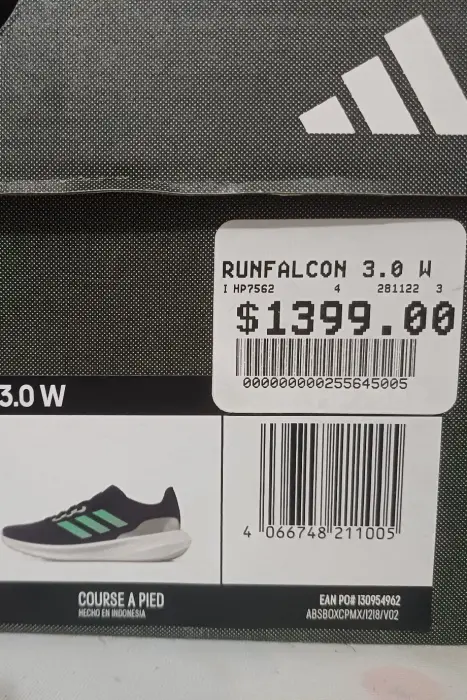 RUNFALCON 3.0 W
I HP7562 4 281122 3
$1399.00
000000000255645005
3.0 W
4 066748 211005
COURSE A PIED
HECHO EN INDONESIA
EAN PO# 130954962
ABSBOXCPMX/1218/V02